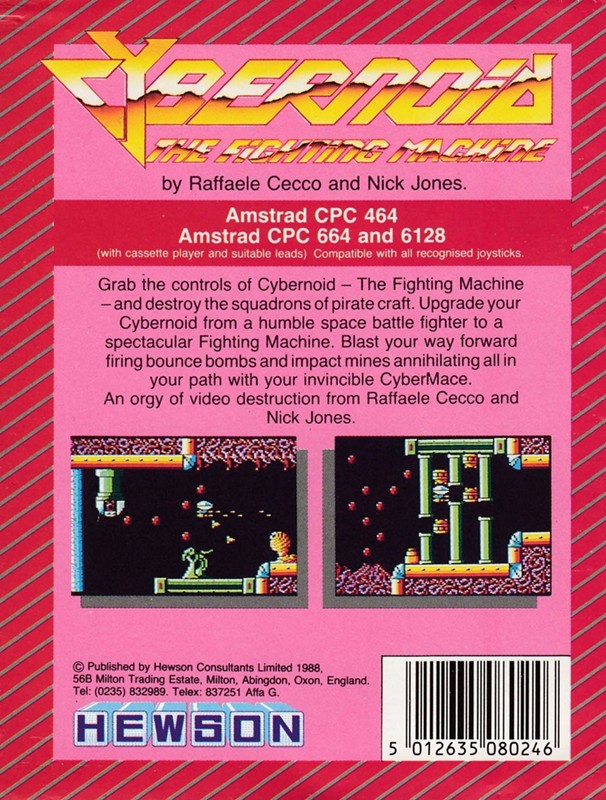 CYBERNOID
THE FIGHTING MACHINE
by Raffaele Cecco and Nick Jones.
Amstrad CPC 464
Amstrad CPC 664 and 6128
(with cassette player and suitable leads) Compatible with all recognised joysticks.
Grab the controls of Cybernoid – The Fighting Machine
– and destroy the squadrons of pirate craft. Upgrade your
Cybernoid from a humble space battle fighter to a
spectacular Fighting Machine. Blast your way forward
firing bounce bombs and impact mines annihilating all in
your path with your invincible CyberMace.
An orgy of video destruction from Raffaele Cecco and
Nick Jones.
© Published by Hewson Consultants Limited 1988,
56B Milton Trading Estate, Milton, Abingdon, Oxon, England.
Tel: (0235) 832989. Telex: 837251 Affa G.
HEWSON
5 012635 080246